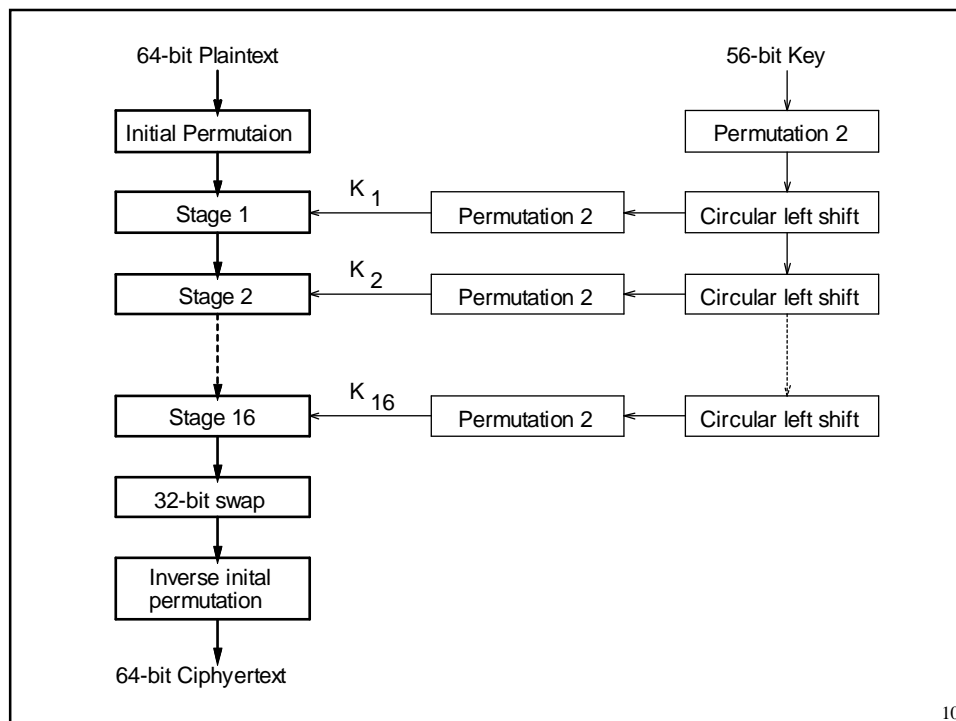 64-bit Plaintext
56-bit Key
Initial Permutaion
Permutation 2
K 1
Stage 1
Permutation 2
Circular left shift
K 2
Stage 2
Permutation 2
Circular left shift
K 16
Stage 16
Permutation 2
Circular left shift
32-bit swap
Inverse inital
permutation
64-bit Ciphyertext
10